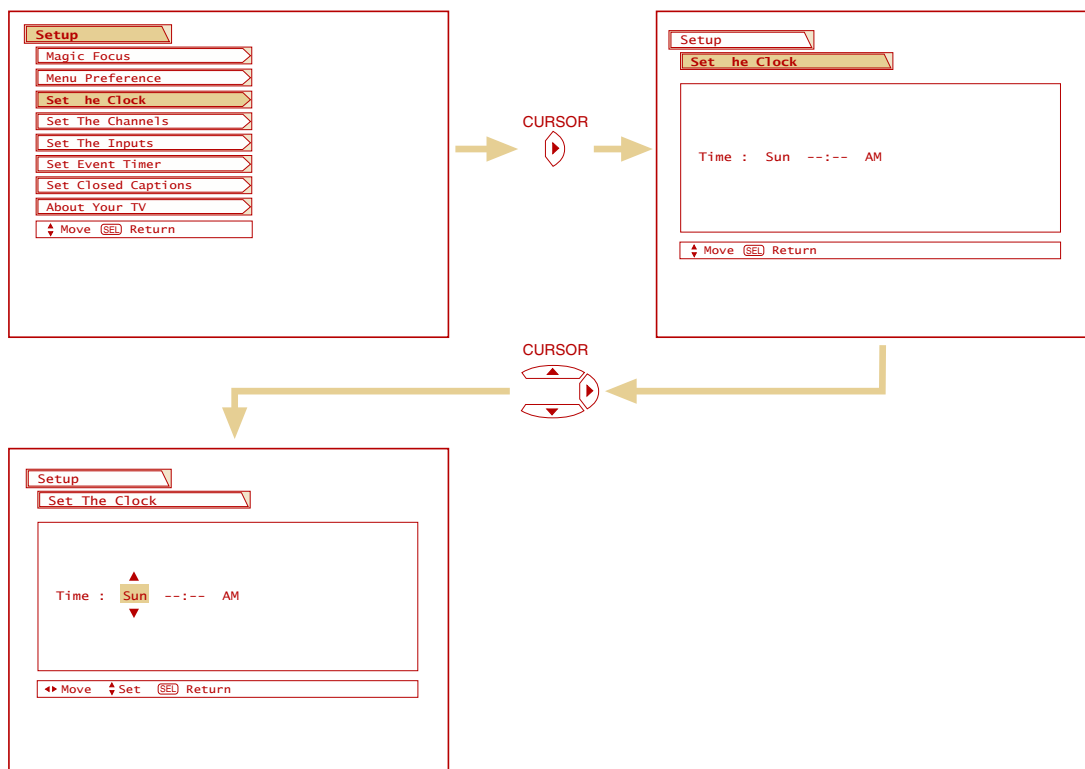 Setup
Magic Focus
Menu Preference
Set he Clock
Set The Channels
Set The Inputs
Set Event Timer
Set Closed Captions
About Your TV
Move SEL Return
CURSOR
Setup
Set he Clock
Time : Sun --:-- AM
Move SEL Return
CURSOR
Setup
Set The Clock
Time : Sun --:-- AM
Move Set SEL Return